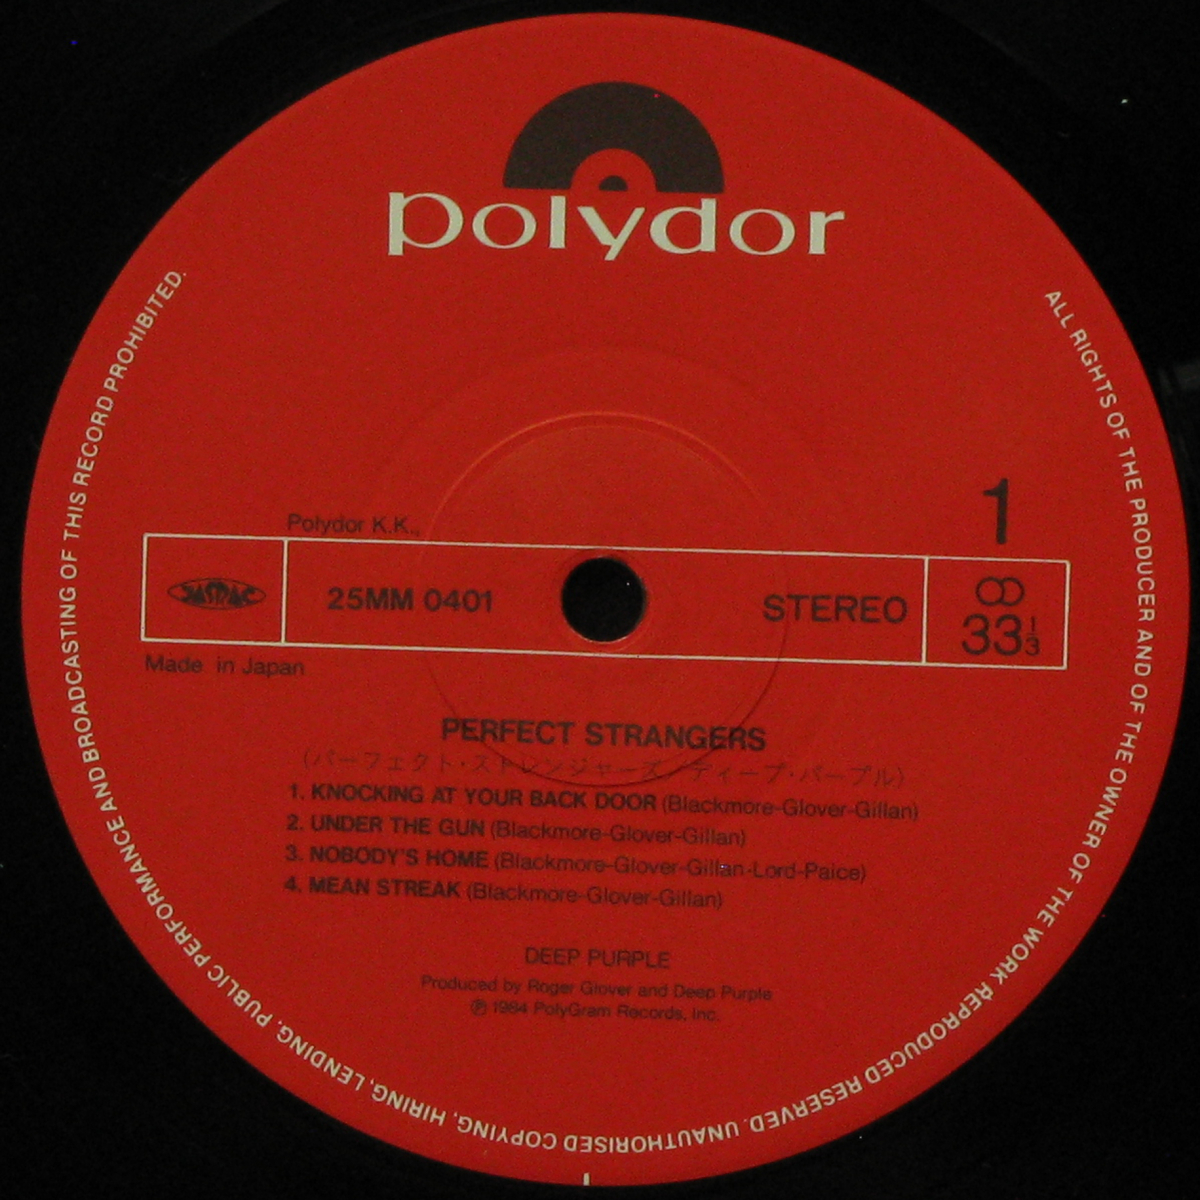 polydor
1
Polydor K.K.,
JASRAC
25MM 0401
STEREO
33 1/3
Made in Japan
PERFECT STRANGERS
(パーフェクト・ストレンジャーズ/ディープ・パープル)
1. KNOCKING AT YOUR BACK DOOR (Blackmore-Glover-Gillan)
2. UNDER THE GUN (Blackmore-Glover-Gillan)
3. NOBODY'S HOME (Blackmore-Glover-Gillan-Lord-Paice)
4. MEAN STREAK (Blackmore-Glover-Gillan)
DEEP PURPLE
Produced by Roger Glover and Deep Purple
℗ 1984 PolyGram Records, Inc.
ALL RIGHTS OF THE PRODUCER AND OF THE OWNER OF THE WORK REPRODUCED RESERVED. UNAUTHORISED COPYING, HIRING, LENDING, PUBLIC PERFORMANCE AND BROADCASTING OF THIS RECORD PROHIBITED.